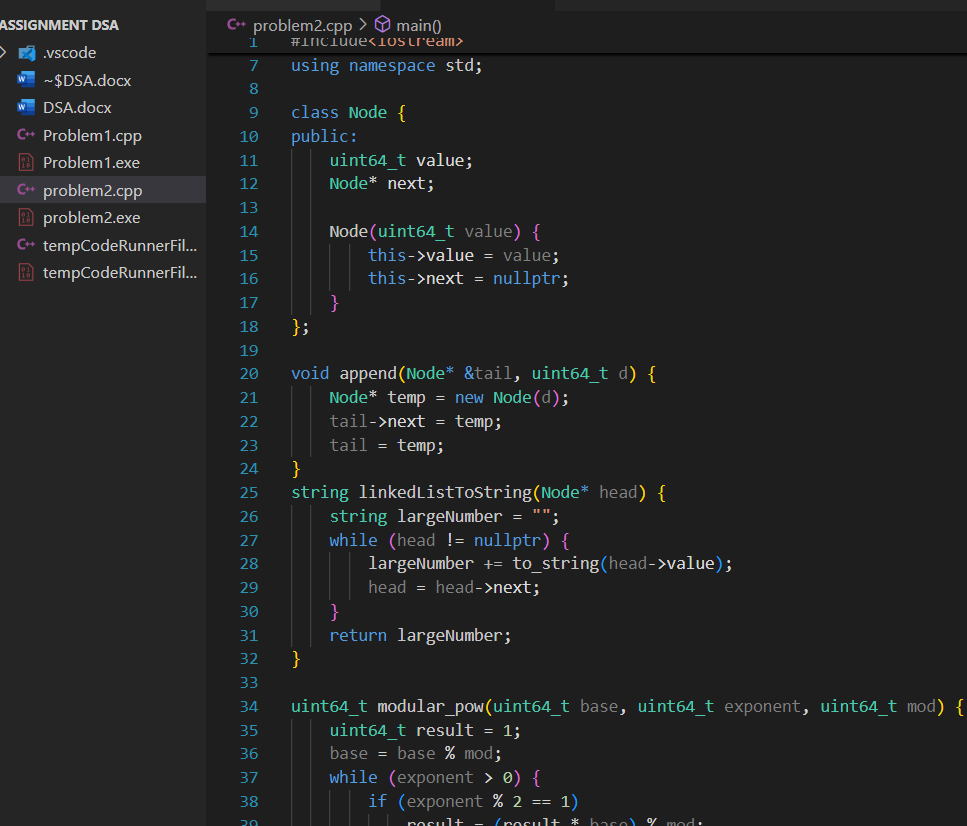 ASSIGNMENT DSA
.vscode
~$DSA.docx
DSA.docx
Problem1.cpp
Problem1.exe
problem2.cpp
problem2.exe
tempCodeRunnerFil...
tempCodeRunnerFil...
problem2.cpp > main()
1 #include<iostream>
7 using namespace std;
8
9 class Node {
10 public:
11 uint64_t value;
12 Node* next;
13
14 Node(uint64_t value) {
15 this->value = value;
16 this->next = nullptr;
17 }
18 };
19
20 void append(Node* &tail, uint64_t d) {
21 Node* temp = new Node(d);
22 tail->next = temp;
23 tail = temp;
24 }
25 string linkedListToString(Node* head) {
26 string largeNumber = "";
27 while (head != nullptr) {
28 largeNumber += to_string(head->value);
29 head = head->next;
30 }
31 return largeNumber;
32 }
33
34 uint64_t modular_pow(uint64_t base, uint64_t exponent, uint64_t mod) {
35 uint64_t result = 1;
36 base = base % mod;
37 while (exponent > 0) {
38 if (exponent % 2 == 1)
39 result = (result * base) % mod;